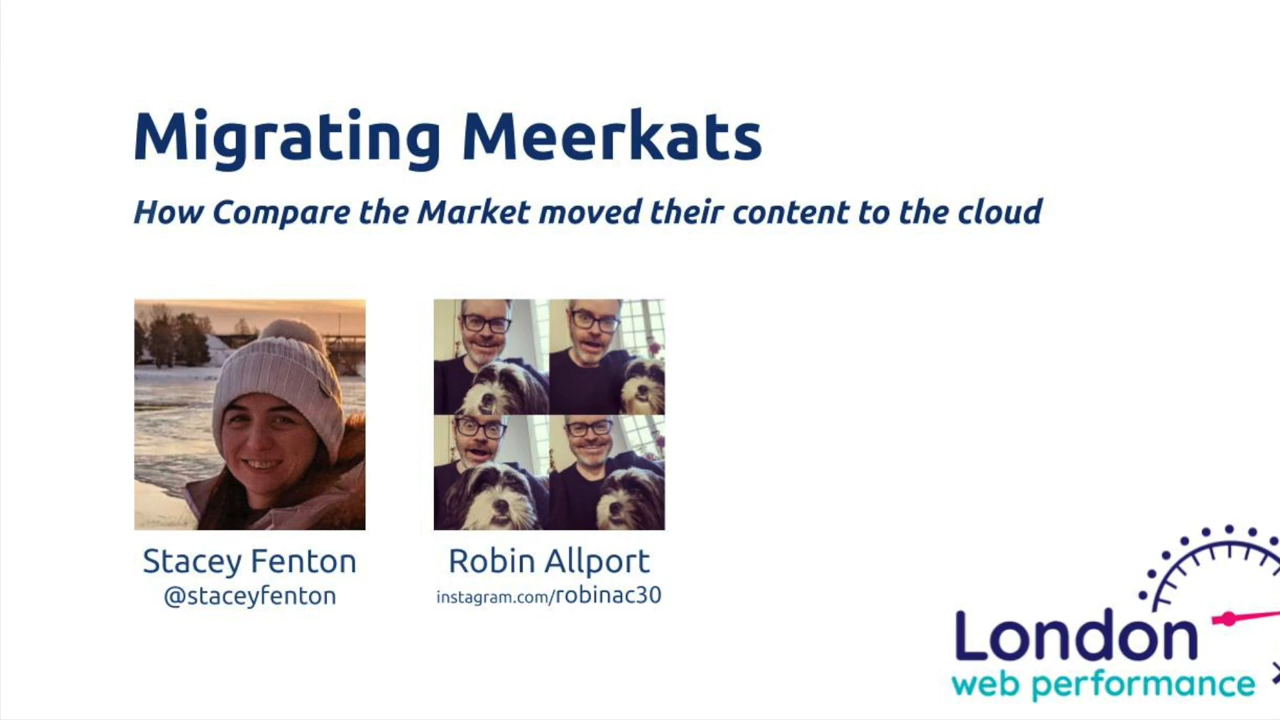 Migrating Meerkats
How Compare the Market moved their content to the cloud
Stacey Fenton
@staceyfenton
Robin Allport
instagram.com/robinac30
London
web performance